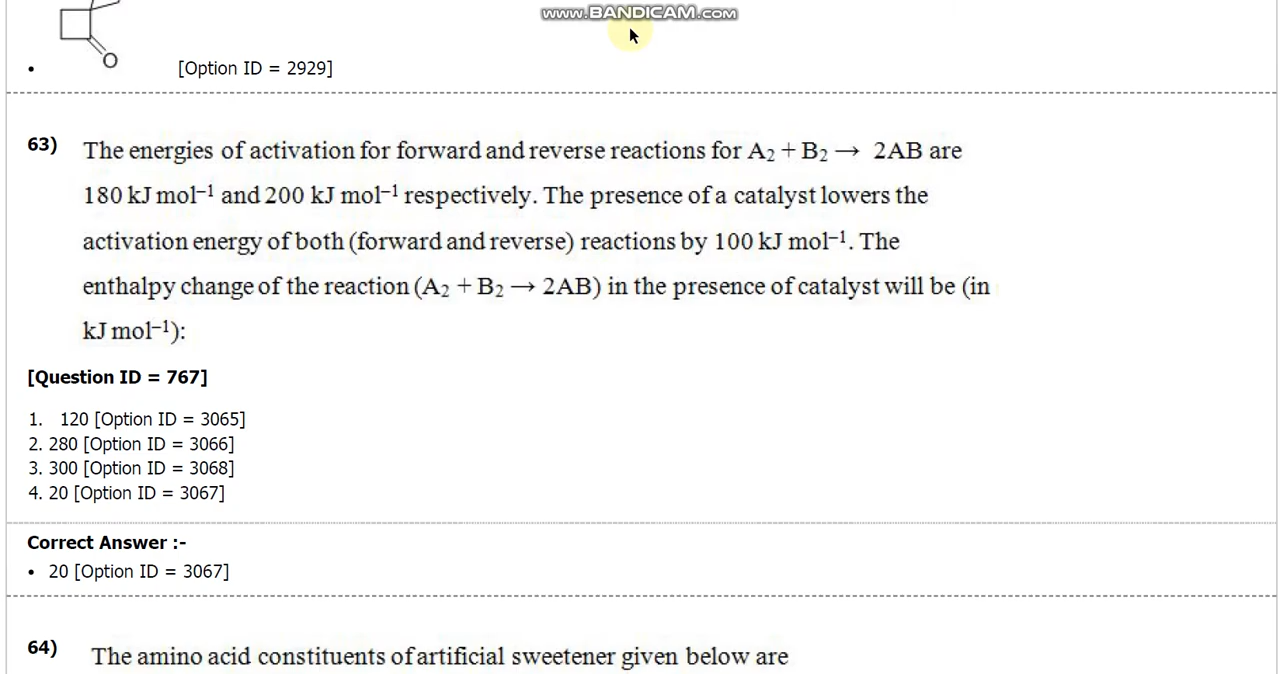 www.BANDICAM.com
O
• [Option ID = 2929]
63) The energies of activation for forward and reverse reactions for A₂ + B₂ → 2AB are
180 kJ mol⁻¹ and 200 kJ mol⁻¹ respectively. The presence of a catalyst lowers the
activation energy of both (forward and reverse) reactions by 100 kJ mol⁻¹. The
enthalpy change of the reaction (A₂ + B₂ → 2AB) in the presence of catalyst will be (in
kJ mol⁻¹):
[Question ID = 767]
1. 120 [Option ID = 3065]
2. 280 [Option ID = 3066]
3. 300 [Option ID = 3068]
4. 20 [Option ID = 3067]
Correct Answer :-
• 20 [Option ID = 3067]
64) The amino acid constituents of artificial sweetener given below are